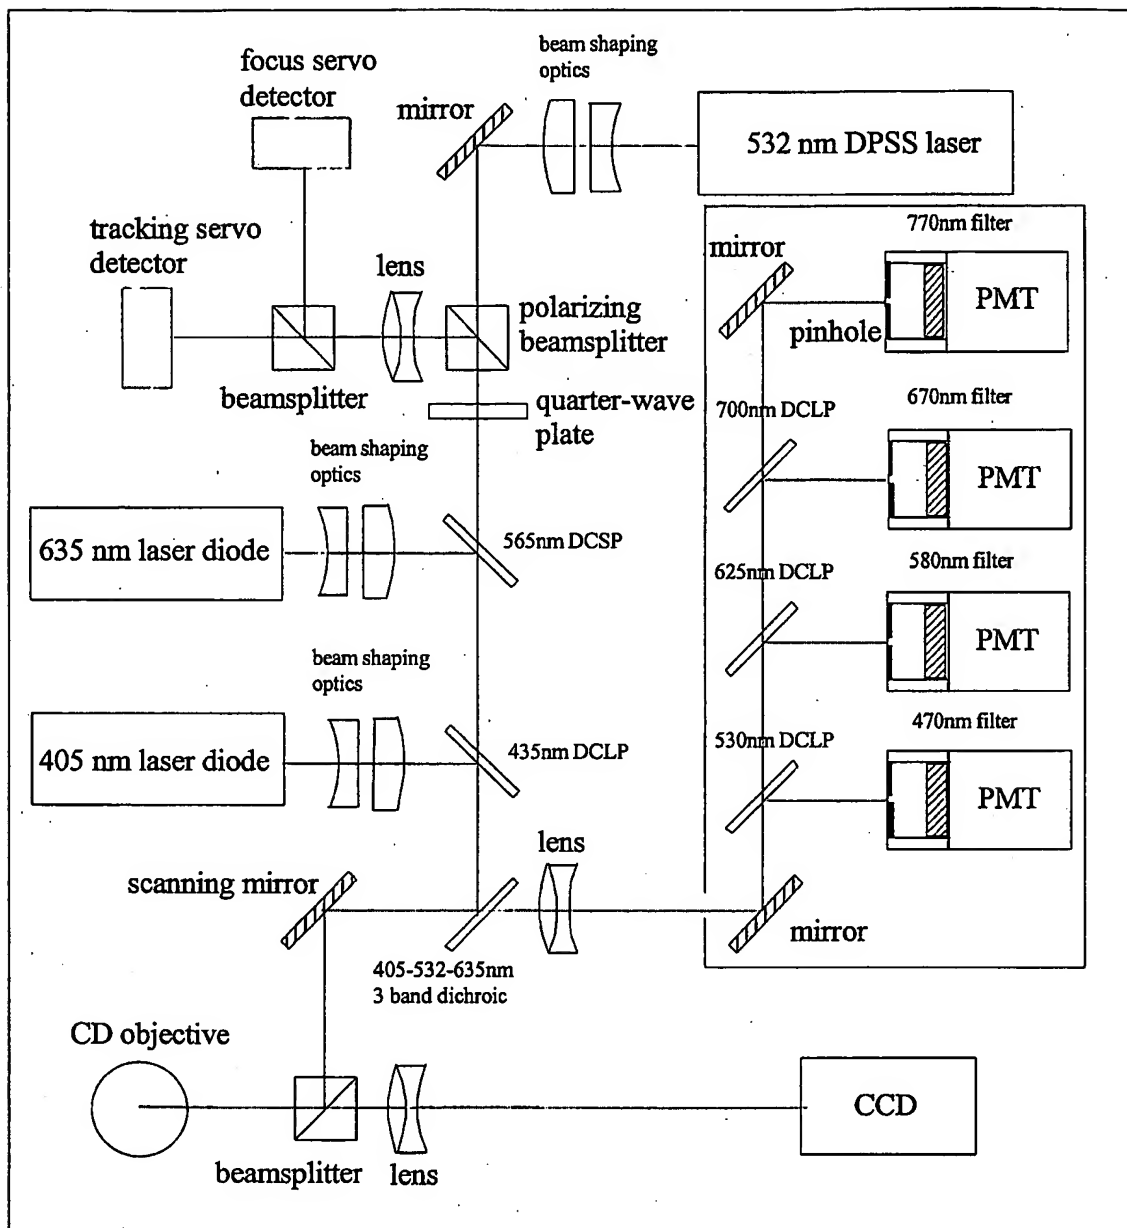 beam shaping
optics
focus servo
detector
mirror
532 nm DPSS laser
770nm filter
mirror
PMT
pinhole
tracking servo
detector
lens
polarizing
beamsplitter
beamsplitter
quarter-wave
plate
700nm DCLP
670nm filter
PMT
beam shaping
optics
635 nm laser diode
565nm DCSP
625nm DCLP
580nm filter
PMT
beam shaping
optics
405 nm laser diode
435nm DCLP
530nm DCLP
470nm filter
PMT
lens
scanning mirror
mirror
405-532-635nm
3 band dichroic
CD objective
CCD
beamsplitter
lens